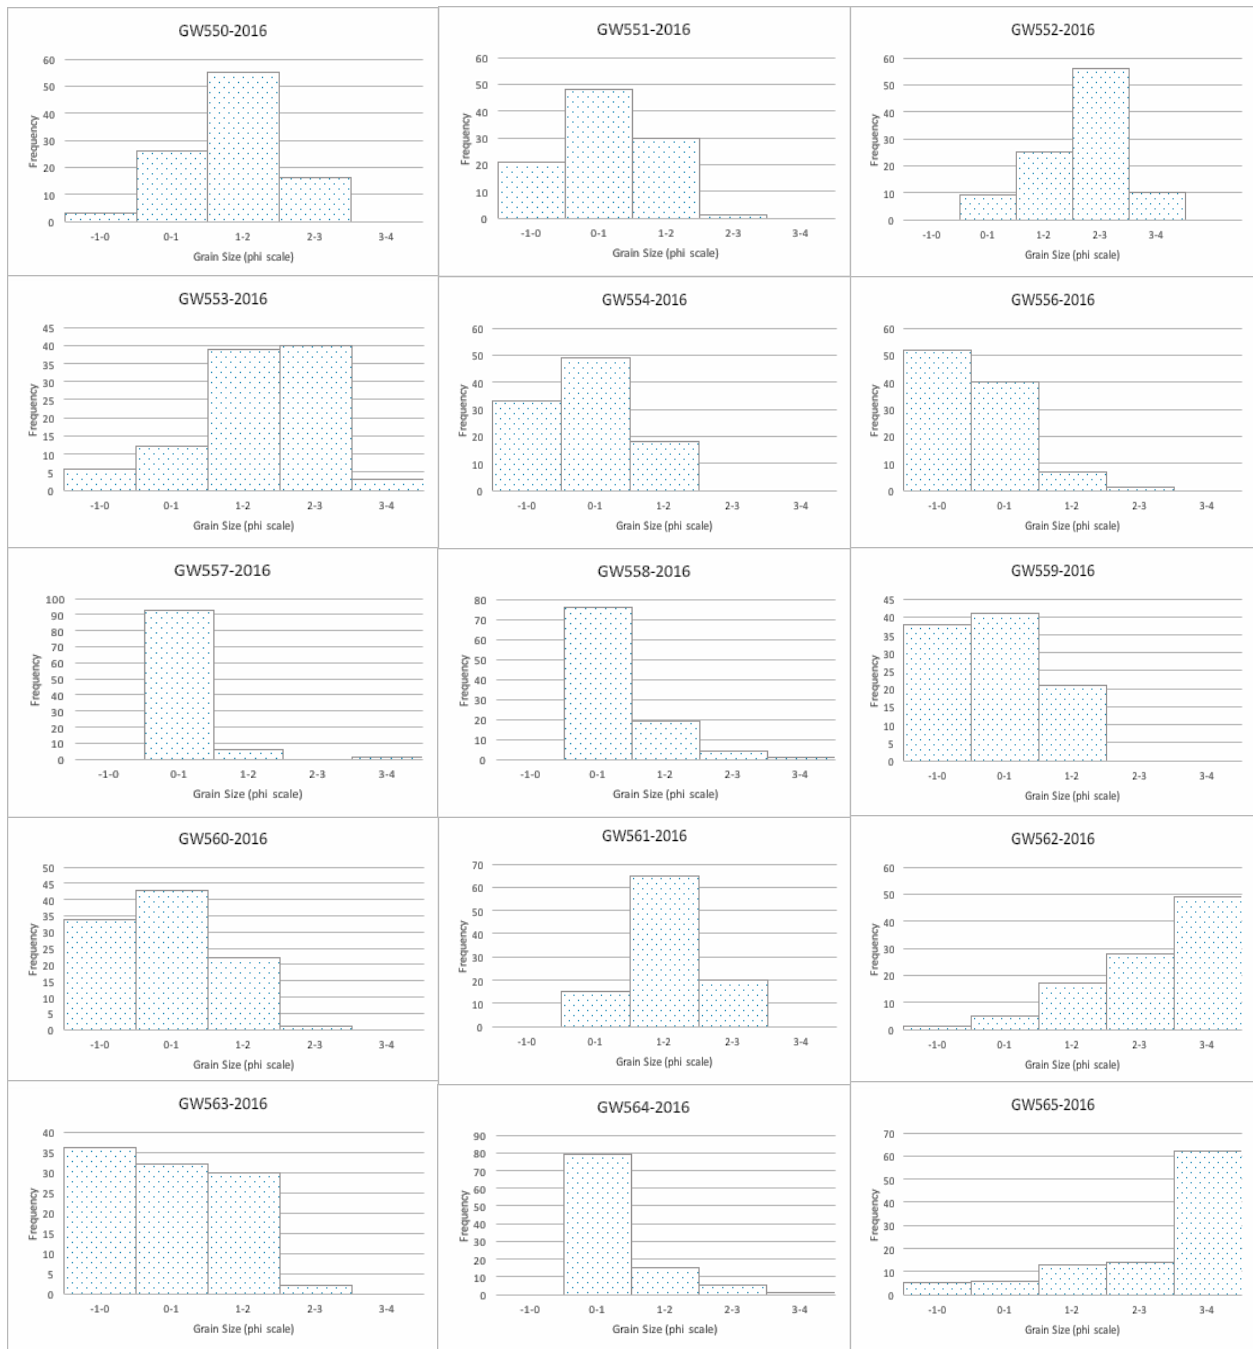 GW550-2016
60
50
40
30
20
10
0
Frequency
-1-0 0-1 1-2 2-3 3-4
Grain Size (phi scale)
GW551-2016
60
50
40
30
20
10
0
Frequency
-1-0 0-1 1-2 2-3 3-4
Grain Size (phi scale)
GW552-2016
60
50
40
30
20
10
0
Frequency
-1-0 0-1 1-2 2-3 3-4
Grain Size (phi scale)
GW553-2016
45
40
35
30
25
20
15
10
5
0
Frequency
-1-0 0-1 1-2 2-3 3-4
Grain Size (phi scale)
GW554-2016
60
50
40
30
20
10
0
Frequency
-1-0 0-1 1-2 2-3 3-4
Grain Size (phi scale)
GW556-2016
60
50
40
30
20
10
0
Frequency
-1-0 0-1 1-2 2-3 3-4
Grain Size (phi scale)
GW557-2016
100
90
80
70
60
50
40
30
20
10
0
Frequency
-1-0 0-1 1-2 2-3 3-4
Grain Size (phi scale)
GW558-2016
80
70
60
50
40
30
20
10
0
Frequency
-1-0 0-1 1-2 2-3 3-4
Grain Size (phi scale)
GW559-2016
45
40
35
30
25
20
15
10
5
0
Frequency
-1-0 0-1 1-2 2-3 3-4
Grain Size (phi scale)
GW560-2016
50
45
40
35
30
25
20
15
10
5
0
Frequency
-1-0 0-1 1-2 2-3 3-4
Grain Size (phi scale)
GW561-2016
70
60
50
40
30
20
10
0
Frequency
-1-0 0-1 1-2 2-3 3-4
Grain Size (phi scale)
GW562-2016
60
50
40
30
20
10
0
Frequency
-1-0 0-1 1-2 2-3 3-4
Grain Size (phi scale)
GW563-2016
40
35
30
25
20
15
10
5
0
Frequency
-1-0 0-1 1-2 2-3 3-4
Grain Size (phi scale)
GW564-2016
90
80
70
60
50
40
30
20
10
0
Frequency
-1-0 0-1 1-2 2-3 3-4
Grain Size (phi scale)
GW565-2016
70
60
50
40
30
20
10
0
Frequency
-1-0 0-1 1-2 2-3 3-4
Grain Size (phi scale)